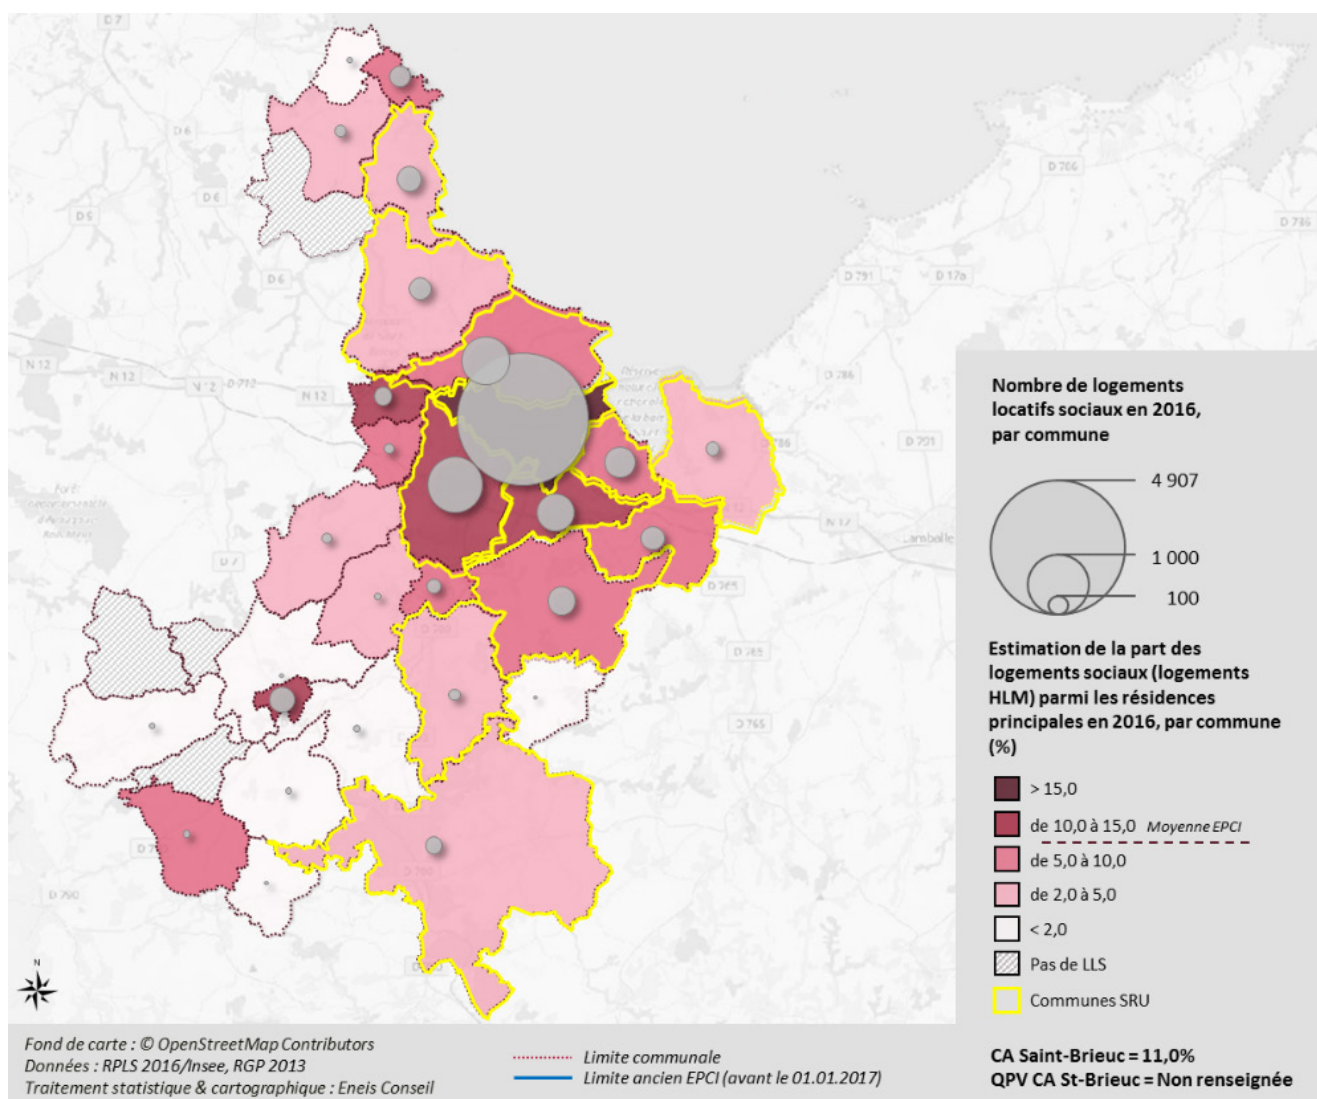 D 7
D 6
D 6
D 6
D 6
D 786
D 786
D 791
D 17a
N 12
N 12
N 12
D 712
N 12
D 786
D 786
D 791
N 12
N 12
Lamballe
D 7
D 765
D 765
D 765
D 790
D 790
Nombre de logements
locatifs sociaux en 2016,
par commune
4 907
1 000
100
Estimation de la part des
logements sociaux (logements
HLM) parmi les résidences
principales en 2016, par commune
(%)
> 15,0
de 10,0 à 15,0 Moyenne EPCI
de 5,0 à 10,0
de 2,0 à 5,0
< 2,0
Pas de LLS
Communes SRU
CA Saint-Brieuc = 11,0%
QPV CA St-Brieuc = Non renseignée
N
Fond de carte : © OpenStreetMap Contributors
Données : RPLS 2016/Insee, RGP 2013
Traitement statistique & cartographique : Eneis Conseil
Limite communale
Limite ancien EPCI (avant le 01.01.2017)